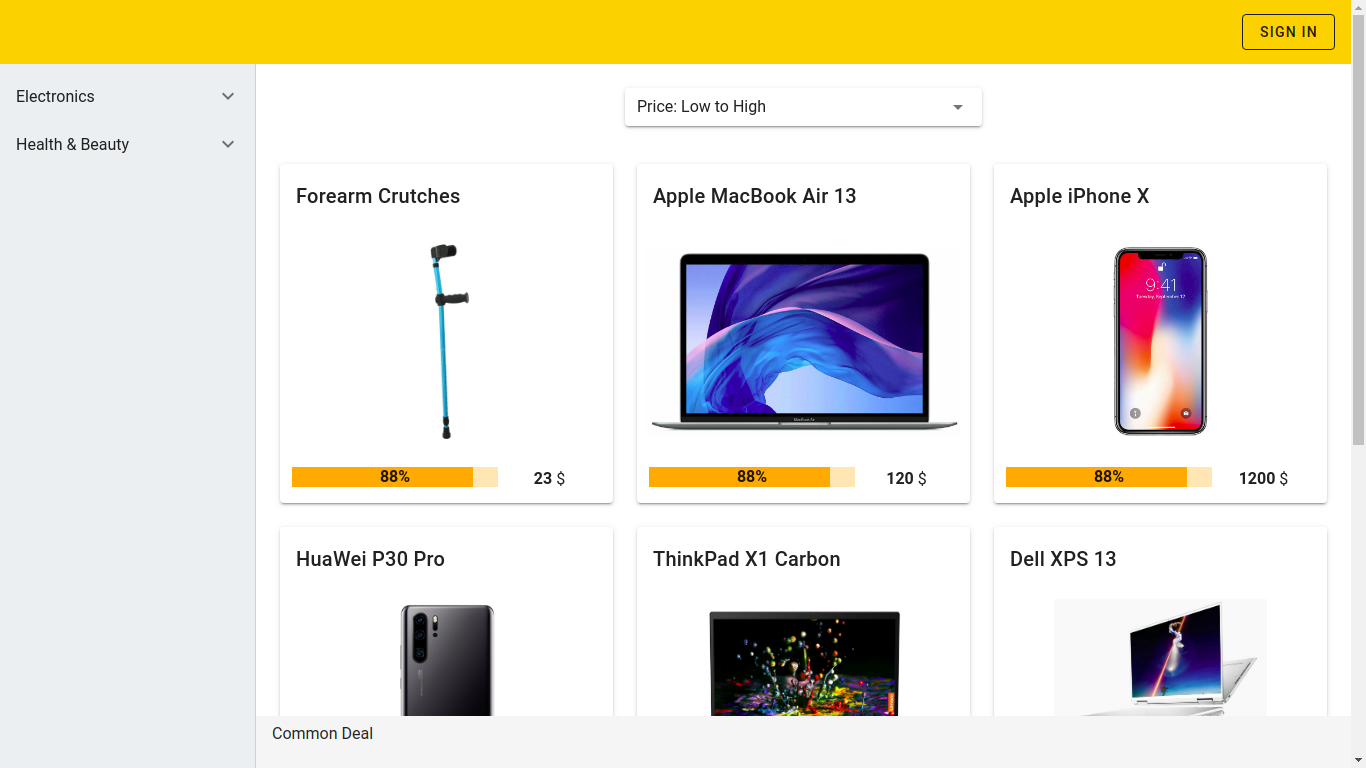 SIGN IN
Electronics
Health & Beauty
Price: Low to High
Forearm Crutches
Apple MacBook Air 13
Apple iPhone X
9:41
88%
23 $
88%
120 $
88%
1200 $
HuaWei P30 Pro
ThinkPad X1 Carbon
Dell XPS 13
Common Deal